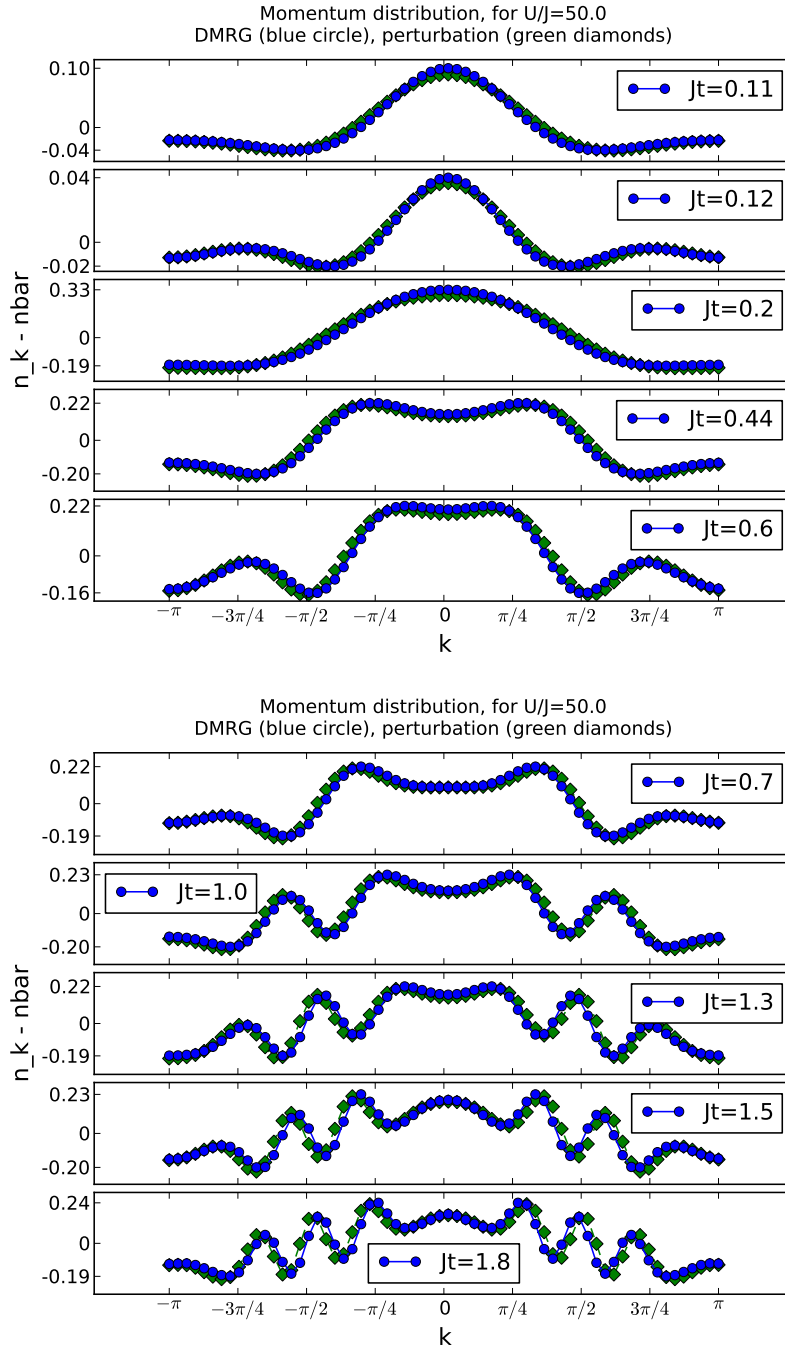 Momentum distribution, for U/J=50.0
DMRG (blue circle), perturbation (green diamonds)
0.10
0
-0.04
Jt=0.11
0.04
0
-0.02
Jt=0.12
0.33
0
-0.19
Jt=0.2
0.22
0
-0.20
Jt=0.44
0.22
0
-0.16
Jt=0.6
n_k - nbar
−π −3π/4 −π/2 −π/4 0 π/4 π/2 3π/4 π
k
Momentum distribution, for U/J=50.0
DMRG (blue circle), perturbation (green diamonds)
0.22
0
-0.19
Jt=0.7
0.23
0
-0.20
Jt=1.0
0.22
0
-0.19
Jt=1.3
0.23
0
-0.20
Jt=1.5
0.24
0
-0.19
Jt=1.8
n_k - nbar
−π −3π/4 −π/2 −π/4 0 π/4 π/2 3π/4 π
k